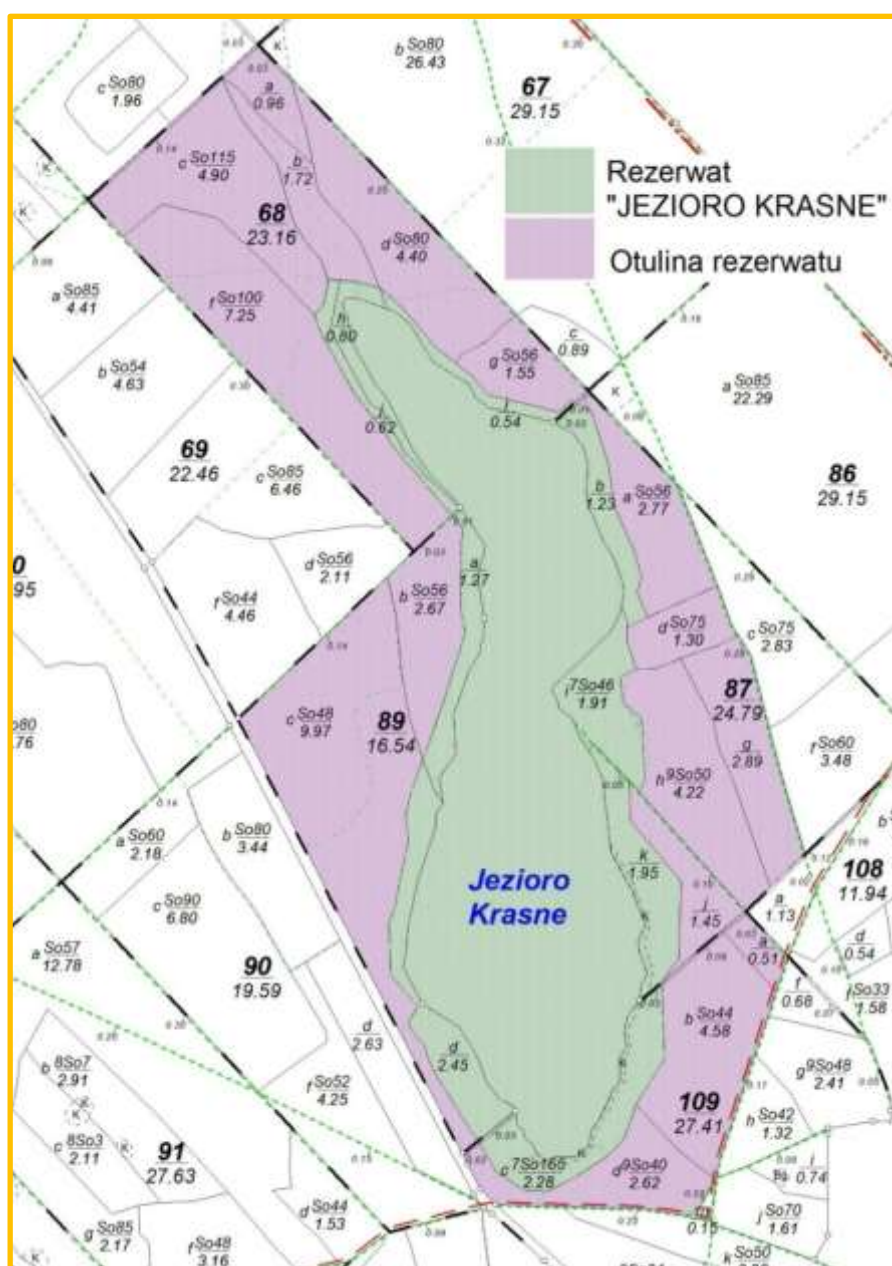 b So80
26.43
67
29.15
c So80
1.96
a
0.96
Rezerwat
"JEZIORO KRASNE"
Otulina rezerwatu
c So115
4.90
b
1.72
68
23.16
d So80
4.40
a So85
4.41
f So100
7.25
h
0.80
c
0.89
g So56
1.55
b So54
4.63
0.62
0.54
a So85
22.29
69
22.46
c So85
6.46
b
1.23
a So56
2.77
86
29.15
d So56
2.11
a
1.27
b So56
2.67
f So44
4.46
d So75
1.30
c So75
2.83
7So46
1.91
87
24.79
c So48
9.97
89
16.54
g
2.89
f So60
3.48
h 9So50
4.22
a So60
2.18
b So80
3.44
k
1.95
108
11.94
c So90
6.80
Jezioro
Krasne
j
1.45
a
1.13
a
0.51
d
0.54
a So57
12.78
90
19.59
f
0.68
f So33
1.58
d
2.63
b So44
4.58
d
2.45
g 9So48
2.41
b 8So7
2.91
f So52
4.25
109
27.41
h So42
1.32
c 8So3
2.11
91
27.63
d 9So40
2.62
0.74
2.28
d So44
1.53
j So70
1.61
g So85
2.17
f So48
3.16
k So50